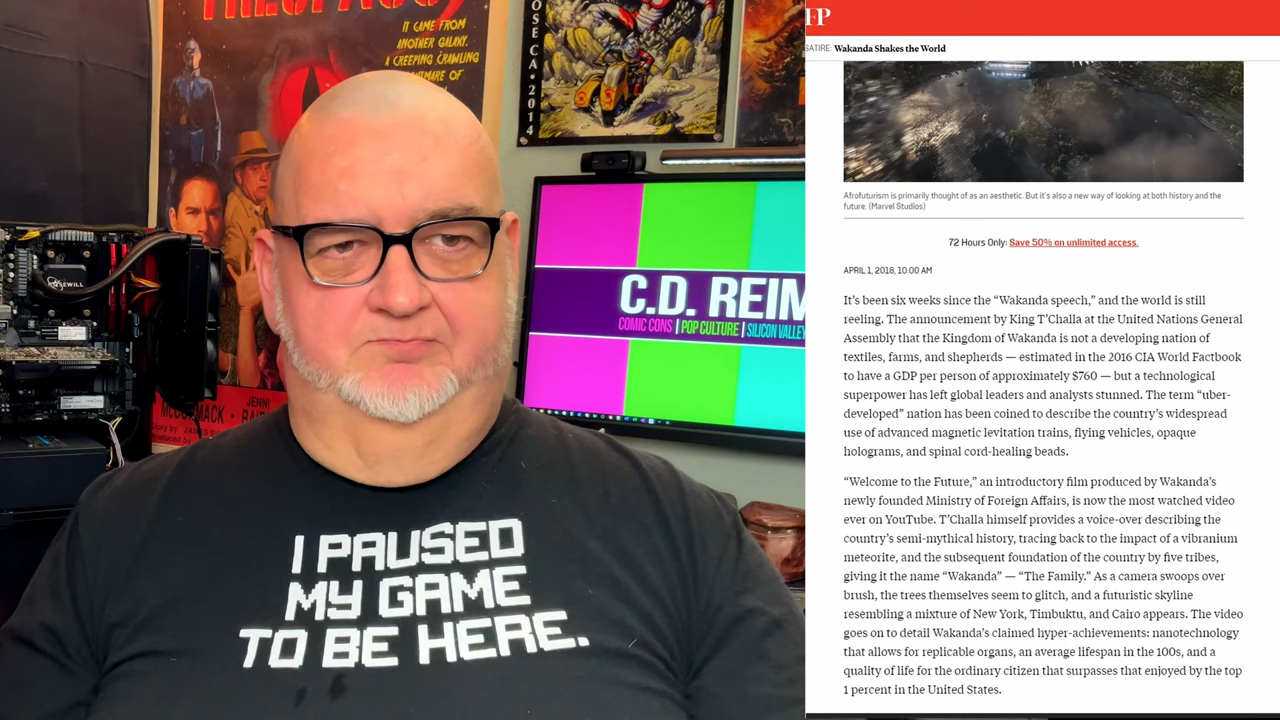 IT CAME FROM
ANOTHER GALAXY.
A CREEPING CRAWLING
OSE CA • 2014
ROSEWILL
C.D. REIM
COMIC CONS | POP CULTURE | SILICON VALLEY
JENNI
I PAUSED
MY GAME
TO BE HERE.
FP
SATIRE: Wakanda Shakes the World
Afrofuturism is primarily thought of as an aesthetic. But it's also a new way of looking at both history and the
future. (Marvel Studios)
72 Hours Only: Save 50% on unlimited access.
APRIL 1, 2018, 10:00 AM
It's been six weeks since the “Wakanda speech,” and the world is still
reeling. The announcement by King T'Challa at the United Nations General
Assembly that the Kingdom of Wakanda is not a developing nation of
textiles, farms, and shepherds — estimated in the 2016 CIA World Factbook
to have a GDP per person of approximately $760 — but a technological
superpower has left global leaders and analysts stunned. The term “uber-
developed” nation has been coined to describe the country's widespread
use of advanced magnetic levitation trains, flying vehicles, opaque
holograms, and spinal cord-healing beads.
“Welcome to the Future,” an introductory film produced by Wakanda's
newly founded Ministry of Foreign Affairs, is now the most watched video
ever on YouTube. T'Challa himself provides a voice-over describing the
country's semi-mythical history, tracing back to the impact of a vibranium
meteorite, and the subsequent foundation of the country by five tribes,
giving it the name “Wakanda” — “The Family.” As a camera swoops over
brush, the trees themselves seem to glitch, and a futuristic skyline
resembling a mixture of New York, Timbuktu, and Cairo appears. The video
goes on to detail Wakanda's claimed hyper-achievements: nanotechnology
that allows for replicable organs, an average lifespan in the 100s, and a
quality of life for the ordinary citizen that surpasses that enjoyed by the top
1 percent in the United States.